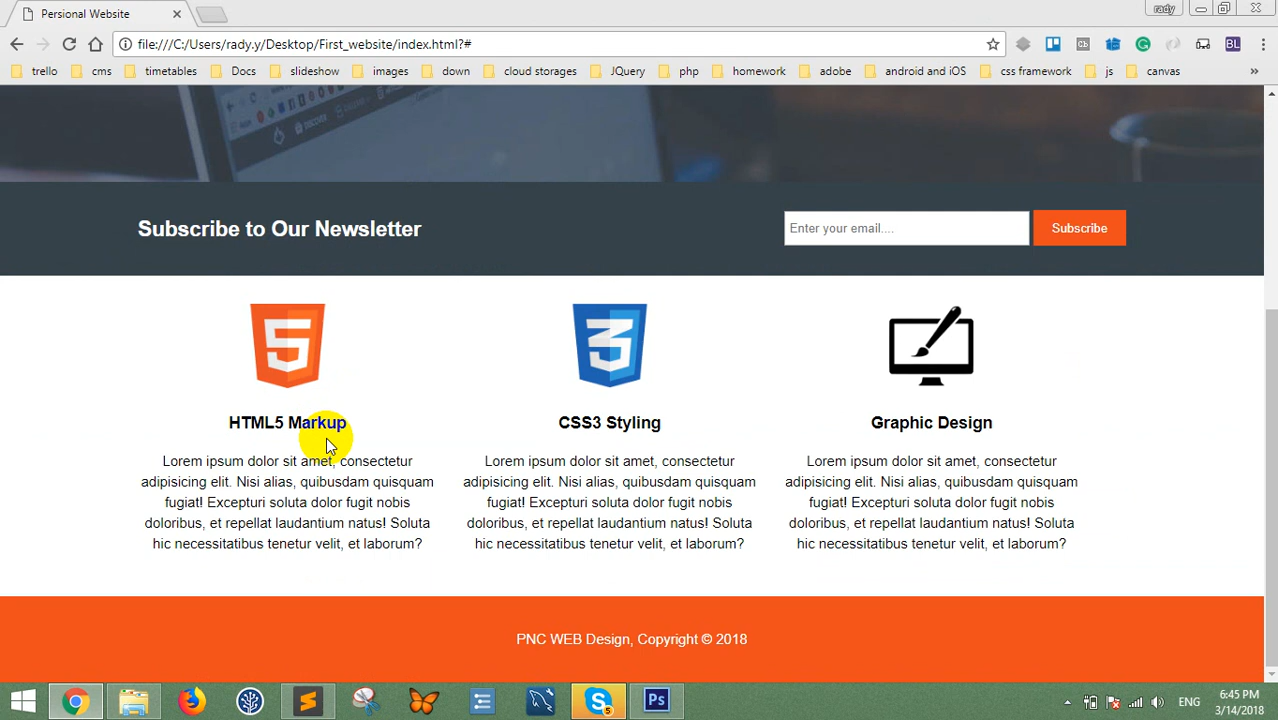 Personal Website
rady
file:///C:/Users/rady.y/Desktop/First_website/index.html?#
BL
trello
cms
timetables
Docs
slideshow
images
down
cloud storages
JQuery
php
homework
adobe
android and iOS
css framework
js
canvas
»
DISCOVER
Subscribe to Our Newsletter
Enter your email....
Subscribe
5
3
HTML5 Markup
CSS3 Styling
Graphic Design
Lorem ipsum dolor sit amet, consectetur
adipisicing elit. Nisi alias, quibusdam quisquam
fugiat! Excepturi soluta dolor fugit nobis
doloribus, et repellat laudantium natus! Soluta
hic necessitatibus tenetur velit, et laborum?
Lorem ipsum dolor sit amet, consectetur
adipisicing elit. Nisi alias, quibusdam quisquam
fugiat! Excepturi soluta dolor fugit nobis
doloribus, et repellat laudantium natus! Soluta
hic necessitatibus tenetur velit, et laborum?
Lorem ipsum dolor sit amet, consectetur
adipisicing elit. Nisi alias, quibusdam quisquam
fugiat! Excepturi soluta dolor fugit nobis
doloribus, et repellat laudantium natus! Soluta
hic necessitatibus tenetur velit, et laborum?
PNC WEB Design, Copyright © 2018
5
Ps
ENG
6:45 PM
3/14/2018